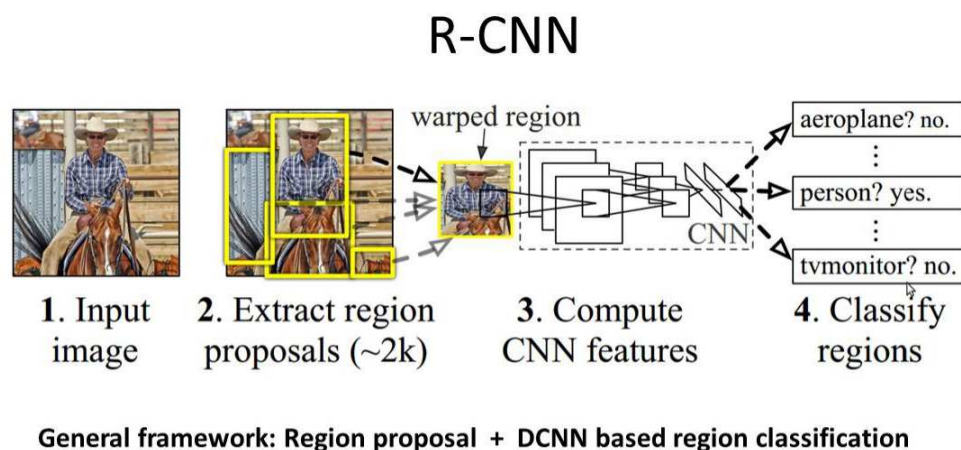 R-CNN
warped region
aeroplane? no.
person? yes.
CNN
tvmonitor? no.
1. Input
image
2. Extract region
proposals (~2k)
3. Compute
CNN features
4. Classify
regions
General framework: Region proposal + DCNN based region classification